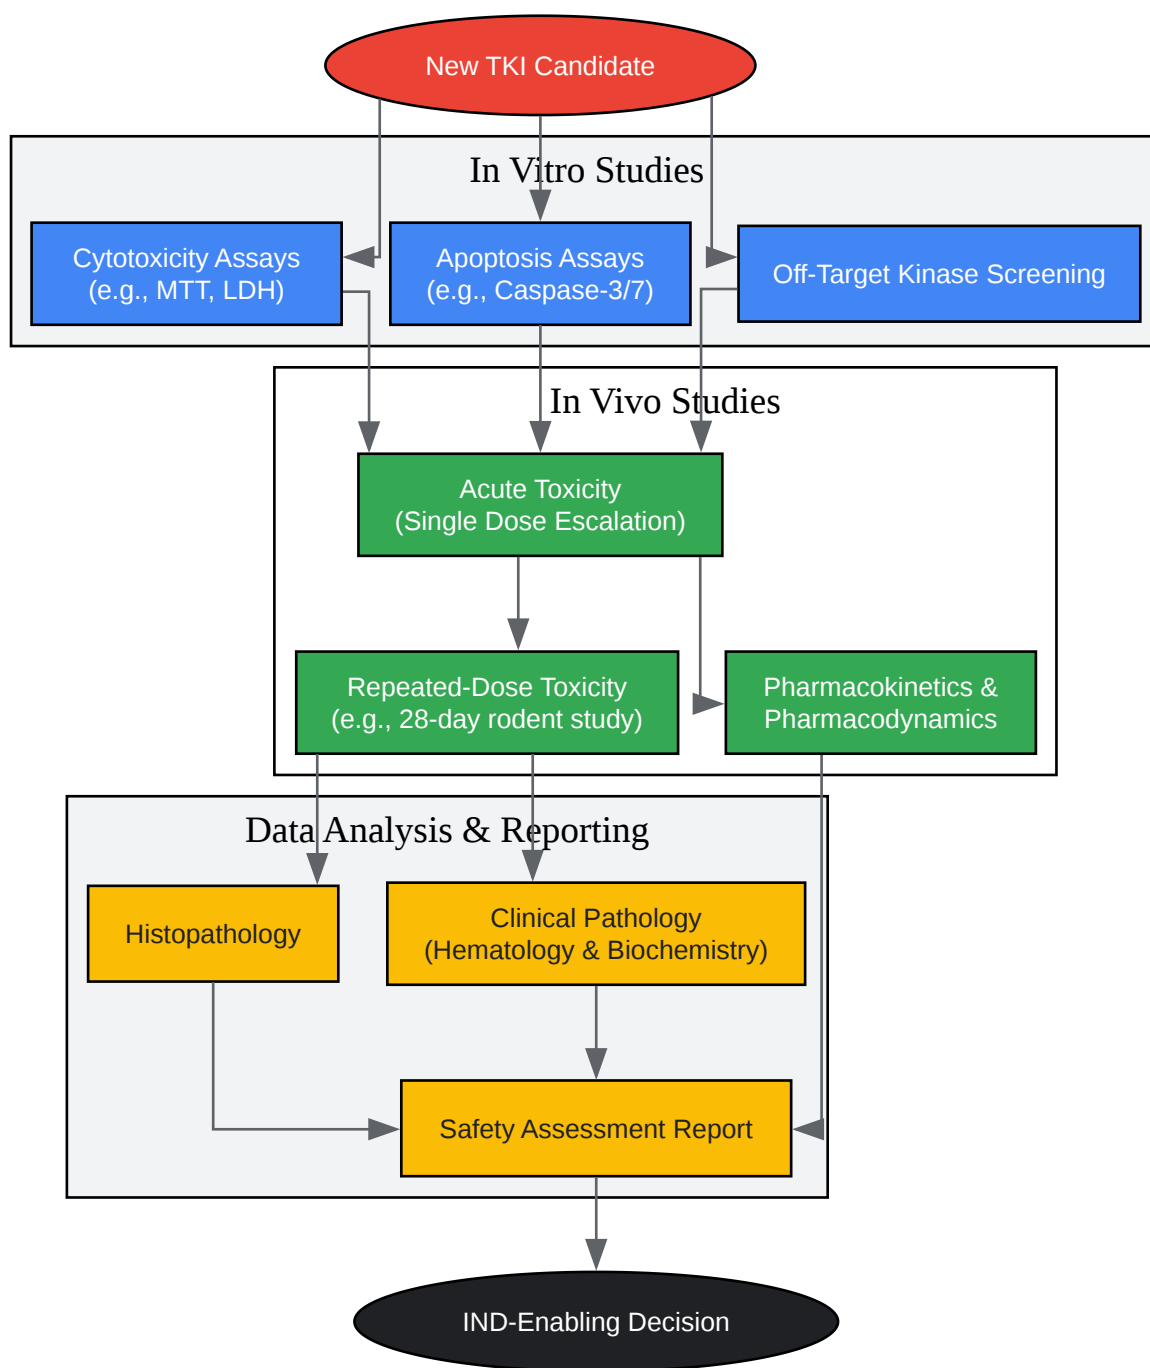 New TKI Candidate
In Vitro Studies
Cytotoxicity Assays
(e.g., MTT, LDH)
Apoptosis Assays
(e.g., Caspase-3/7)
Off-Target Kinase Screening
In Vivo Studies
Acute Toxicity
(Single Dose Escalation)
Repeated-Dose Toxicity
(e.g., 28-day rodent study)
Pharmacokinetics &
Pharmacodynamics
Data Analysis & Reporting
Histopathology
Clinical Pathology
(Hematology & Biochemistry)
Safety Assessment Report
IND-Enabling Decision